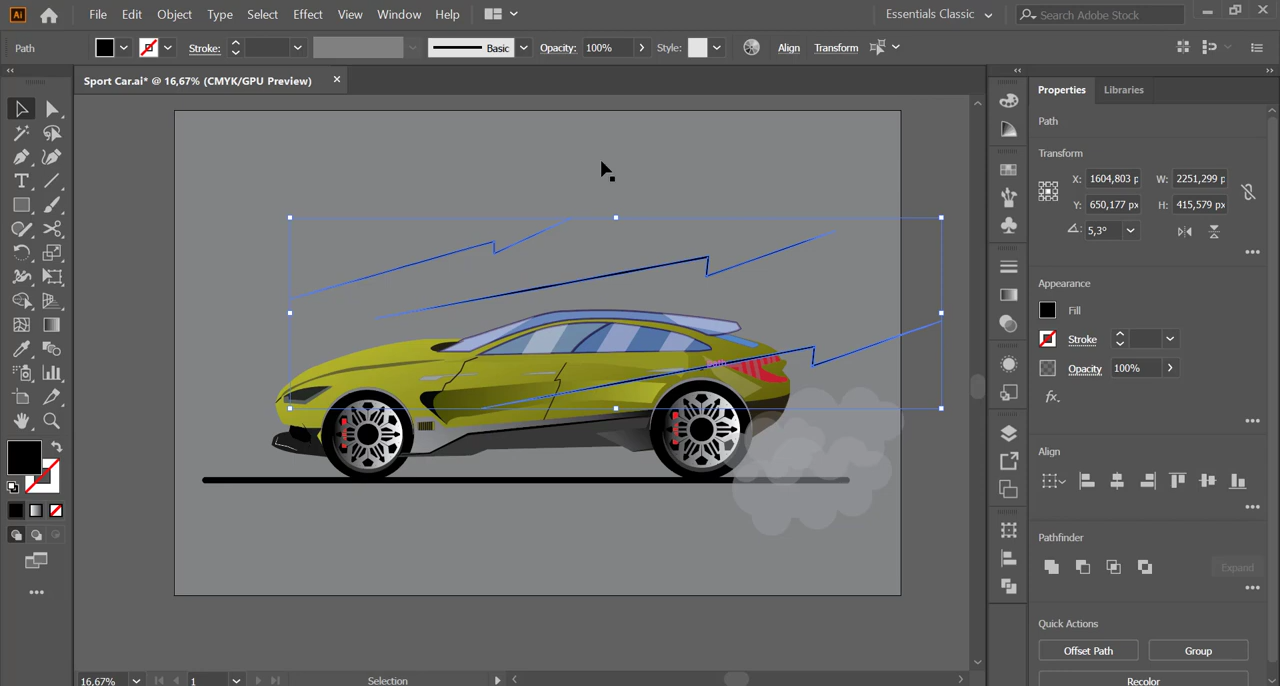 Ai File Edit Object Type Select Effect View Window Help Essentials Classic Search Adobe Stock
Path Stroke: Basic Opacity: 100% Style: Align Transform
Sport Car.ai* @ 16,67% (CMYK/GPU Preview) ×
Properties Libraries
Path
Transform
X: 1604,803 p W: 2251,299 p
Y: 650,177 px H: 415,579 px
5,3°
Appearance
Fill
Stroke
Opacity 100%
fx.
Align
Pathfinder
Expand
Quick Actions
Offset Path Group
Recolor
16,67% 1 Selection